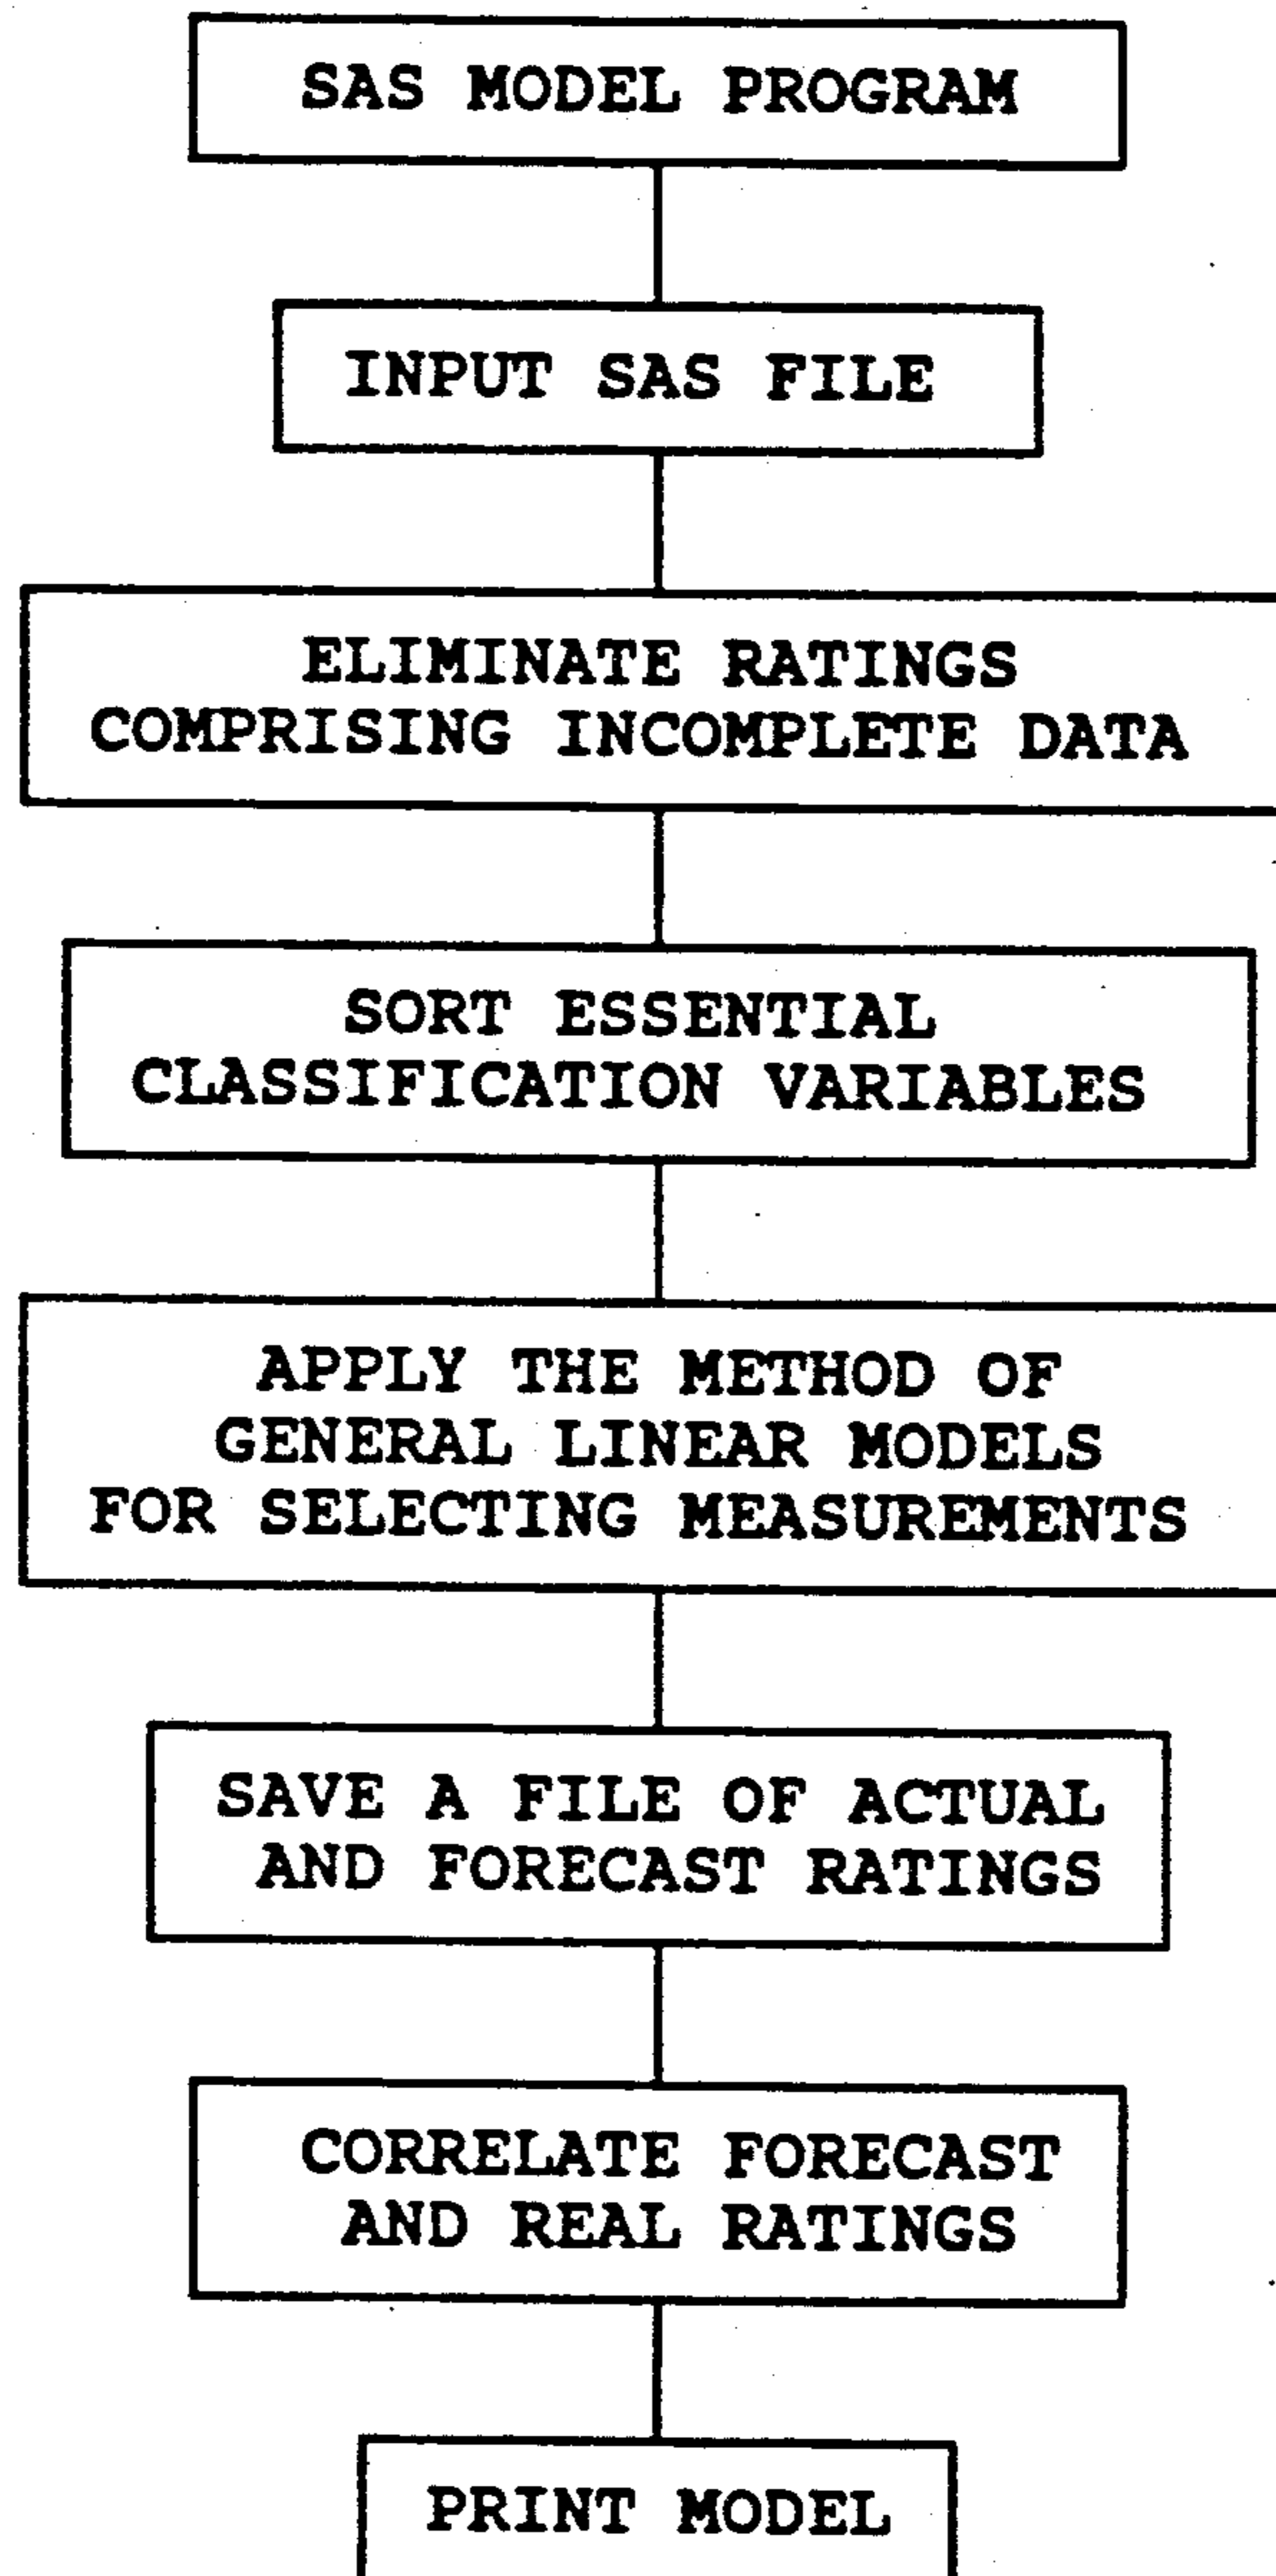 SAS MODEL PROGRAM
INPUT SAS FILE
ELIMINATE RATINGS
COMPRISING INCOMPLETE DATA
SORT ESSENTIAL
CLASSIFICATION VARIABLES
APPLY THE METHOD OF
GENERAL LINEAR MODELS
FOR SELECTING MEASUREMENTS
SAVE A FILE OF ACTUAL
AND FORECAST RATINGS
CORRELATE FORECAST
AND REAL RATINGS
PRINT MODEL